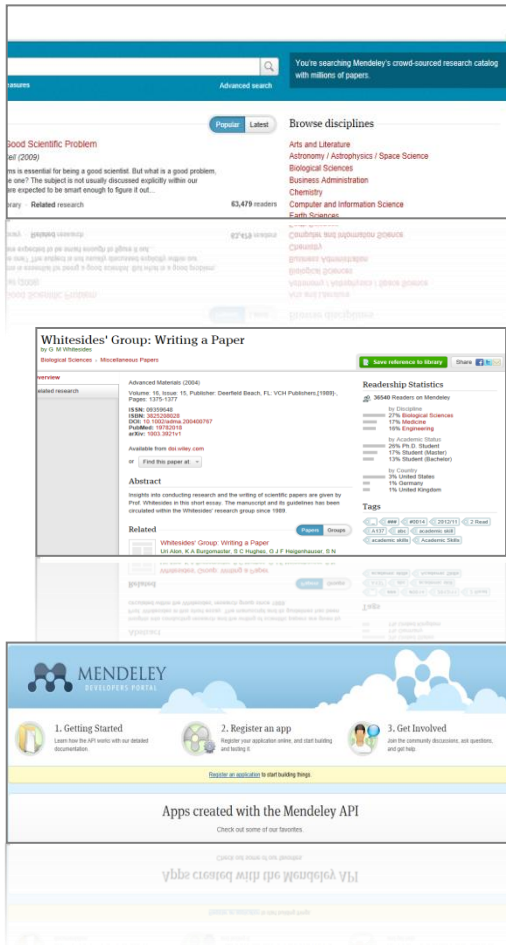 You're searching Mendeley's crowd-sourced research catalog
with millions of papers.
Advanced search
Popular Latest
Browse disciplines
Good Scientific Problem
(2009)
ms is essential for being a good scientist. But what is a good problem,
e one? The subject is not usually discussed explicitly within our
are expected to be smart enough to figure it out...
Related research
63,479 readers
Arts and Literature
Astronomy / Astrophysics / Space Science
Biological Sciences
Business Administration
Chemistry
Computer and Information Science
Earth Sciences
Whitesides' Group: Writing a Paper
by G M Whitesides
Biological Sciences Miscellaneous Papers
Save reference to library Share
Overview
related research
Advanced Materials (2004)
Volume: 16, Issue: 15, Publisher: Deerfield Beach, FL: VCH Publishers,[1989]-,
Pages: 1375-1377
ISSN: 09359648
ISBN: 3625208028
DOI: 10.1002/adma.200400767
PubMed: 19782018
arXiv: 1003.3921v1
Available from doi.wiley.com
or Find this paper at:
Abstract
Insights into conducting research and the writing of scientific papers are given by
Prof. Whitesides in this short essay. The manuscript and its guidelines has been
circulated within the Whitesides' research group since 1989.
Related
Papers Groups
Whitesides' Group: Writing a Paper
Uri Alon, K A Burgomaster, S C Hughes, G J F Heigenhauser, S N
Readership Statistics
36540 Readers on Mendeley
by Discipline
27% Biological Sciences
17% Medicine
16% Engineering
by Academic Status
26% Ph.D. Student
17% Student (Master)
13% Student (Bachelor)
by Country
3% United States
1% Germany
1% United Kingdom
Tags
_ ### #2014 2012/11 2 Read
A137 abc academic skill
academic skills Academic Skills
MENDELEY
DEVELOPERS PORTAL
1. Getting Started
Learn how the API works with our detailed
documentation.
2. Register an app
Register your application online, and start building
and testing it.
3. Get Involved
Join the community discussions, ask questions,
and get help.
Register an application to start building things.
Apps created with the Mendeley API
Check out some of our favorites.